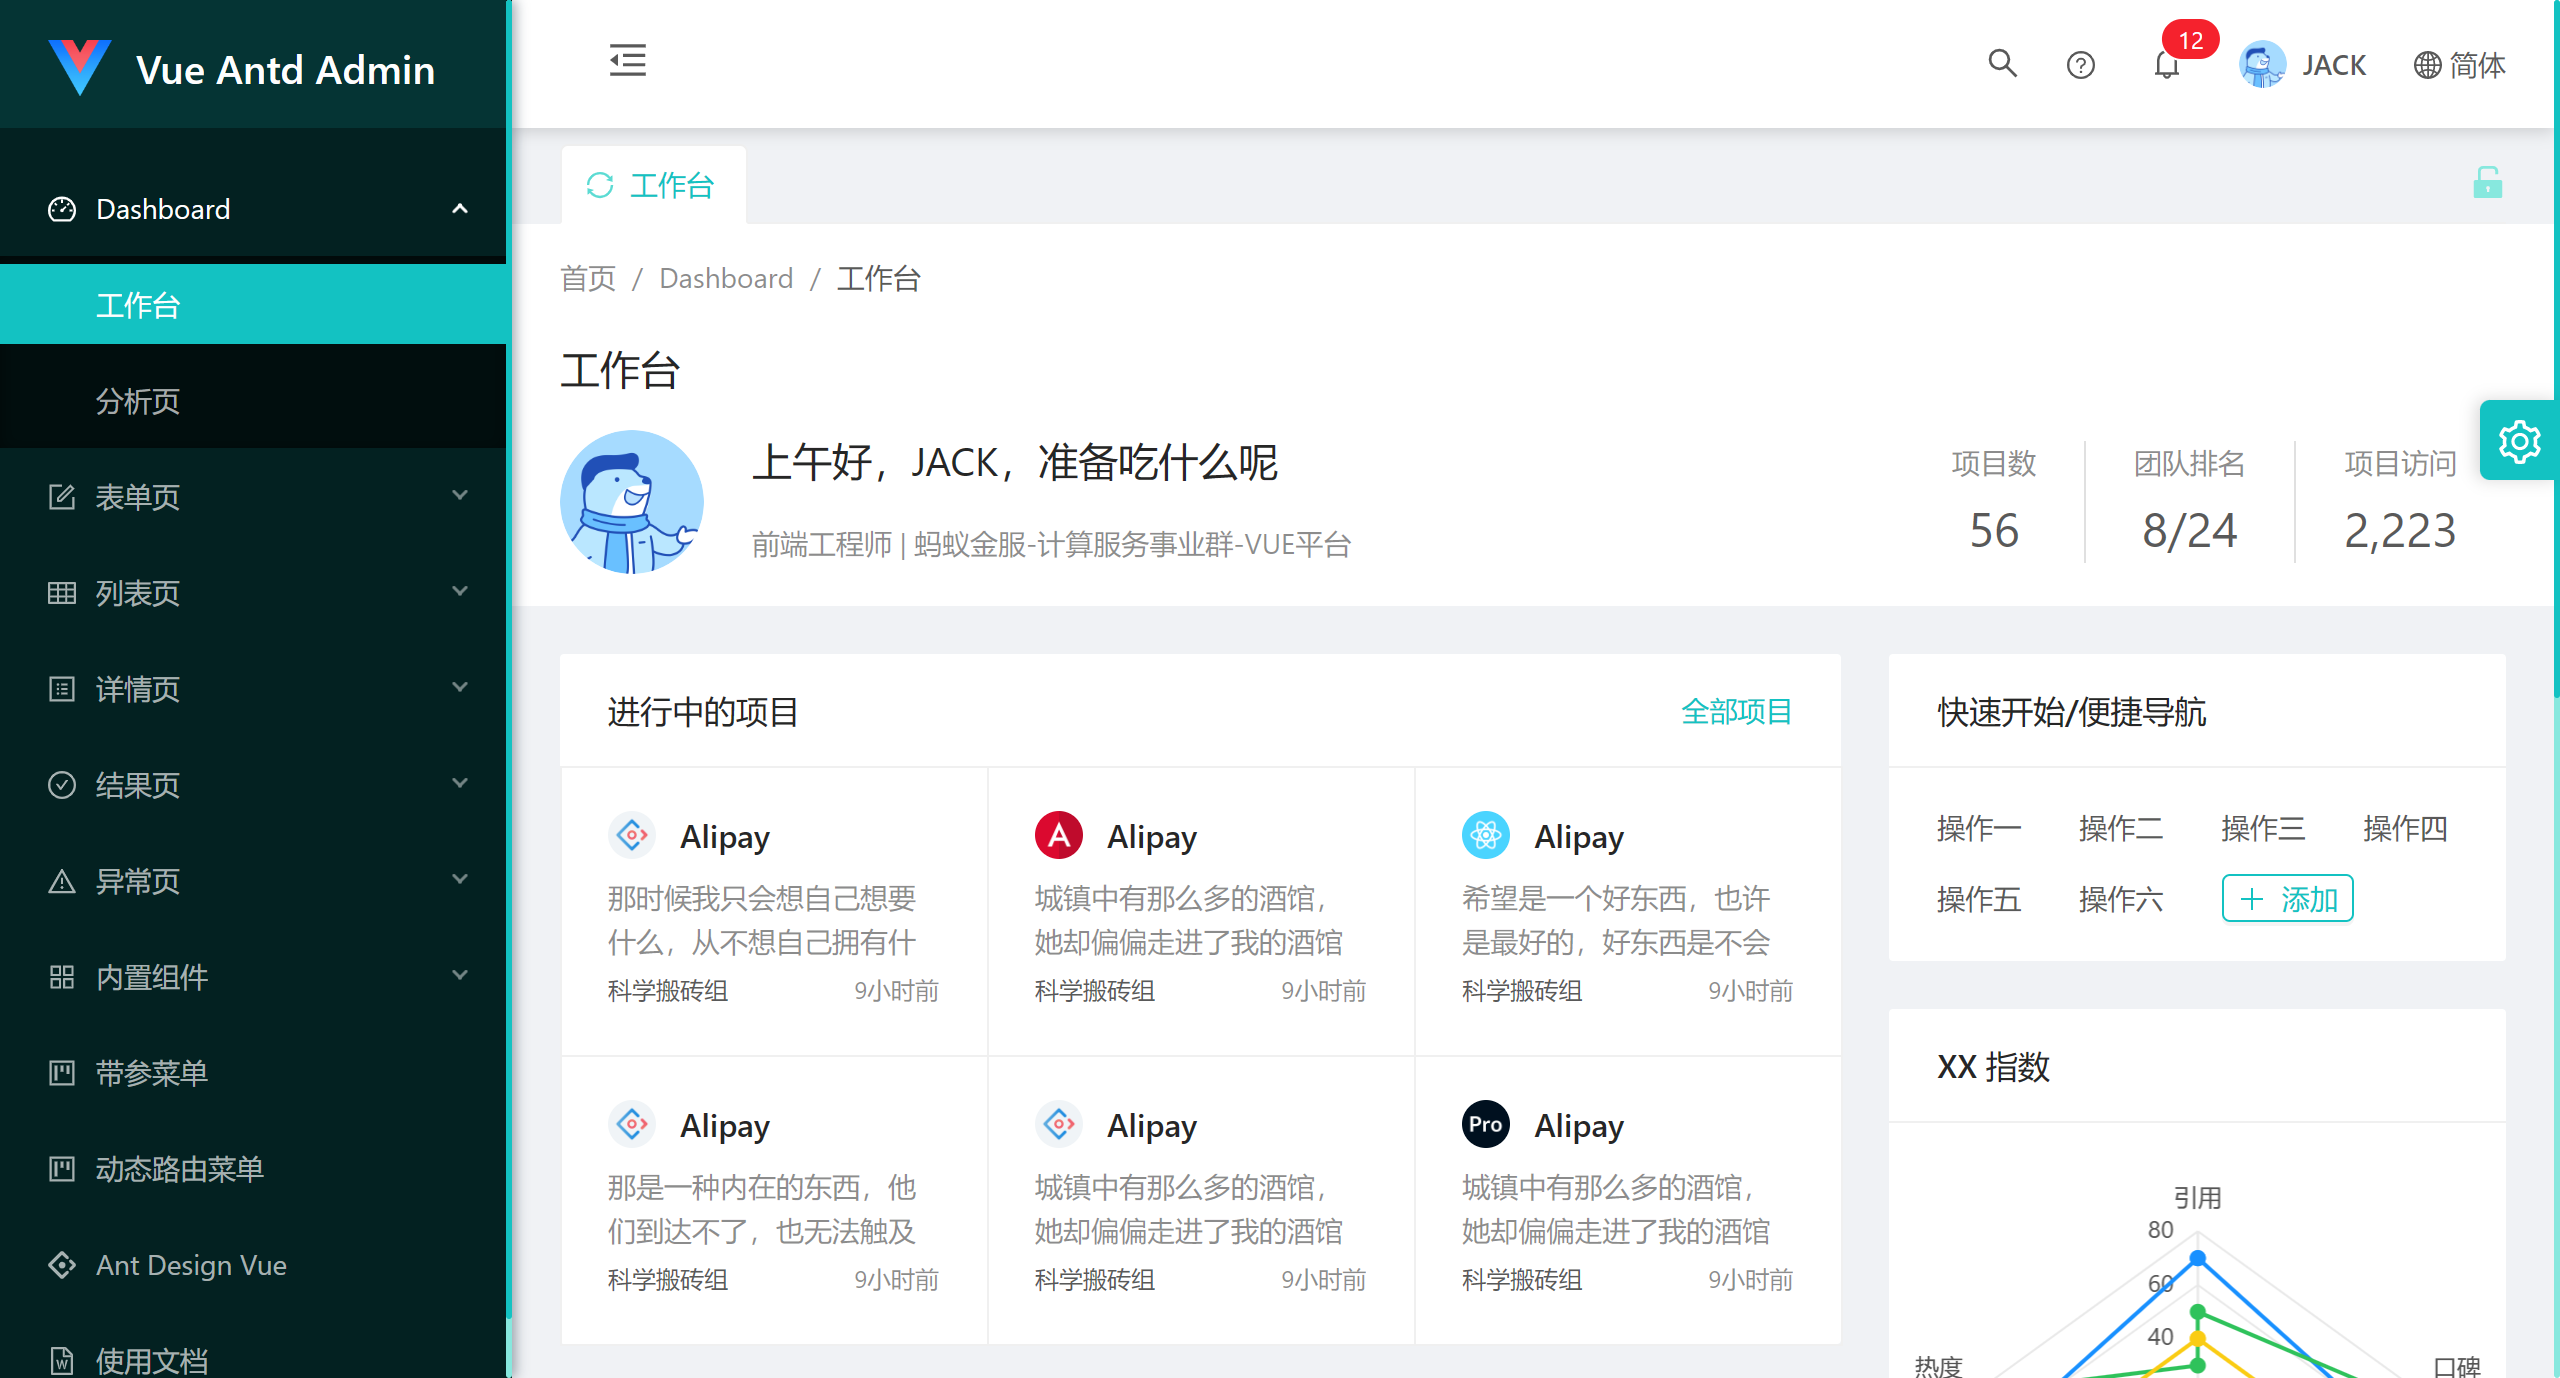 Vue Antd Admin
Dashboard
工作台
分析页
表单页
列表页
详情页
结果页
异常页
内置组件
带参菜单
动态路由菜单
Ant Design Vue
使用文档
12
JACK
简体
工作台
首页 / Dashboard / 工作台
工作台
上午好，JACK，准备吃什么呢
前端工程师 | 蚂蚁金服-计算服务事业群-VUE平台
项目数
56
团队排名
8/24
项目访问
2,223
进行中的项目
全部项目
Alipay
那时候我只会想自己想要
什么，从不想自己拥有什
科学搬砖组
9小时前
Alipay
城镇中有那么多的酒馆，
她却偏偏走进了我的酒馆
科学搬砖组
9小时前
Alipay
希望是一个好东西，也许
是最好的，好东西是不会
科学搬砖组
9小时前
Alipay
那是一种内在的东西，他
们到达不了，也无法触及
科学搬砖组
9小时前
Alipay
城镇中有那么多的酒馆，
她却偏偏走进了我的酒馆
科学搬砖组
9小时前
Pro
Alipay
城镇中有那么多的酒馆，
她却偏偏走进了我的酒馆
科学搬砖组
9小时前
快速开始/便捷导航
操作一 操作二 操作三 操作四
操作五 操作六 添加
XX 指数
引用
80
60
40
热度
口碑